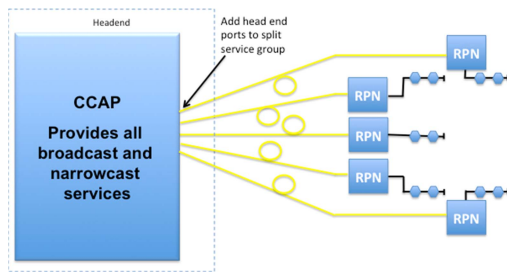 Headend
Add head end
ports to split
service group
CCAP
Provides all
broadcast and
narrowcast
services
RPN
RPN
RPN
RPN
RPN